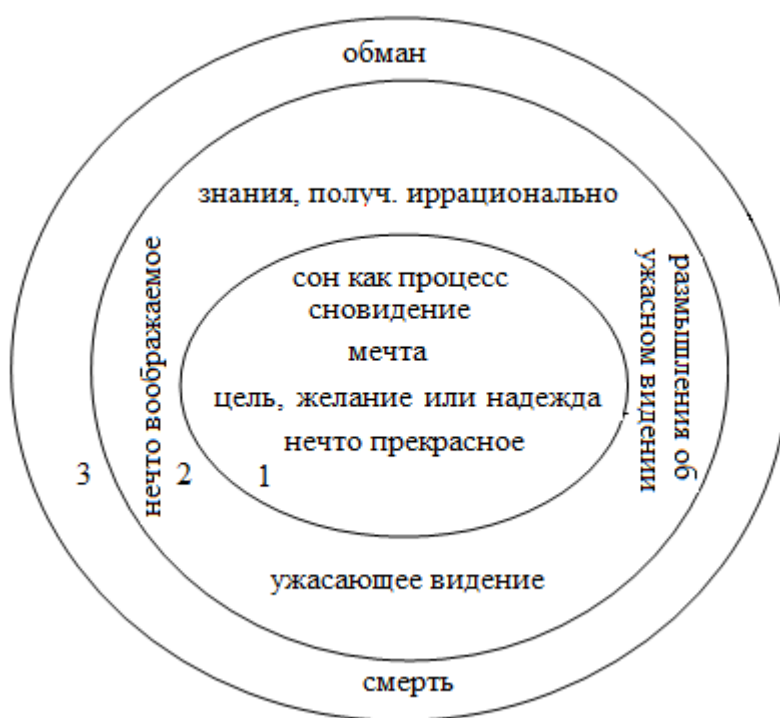 обман
знания, получ. иррационально
нечто воображаемое
сон как процесс
сновидение
мечта
цель, желание или надежда
нечто прекрасное
размышления об
ужасном видении
3
2
1
ужасающее видение
смерть